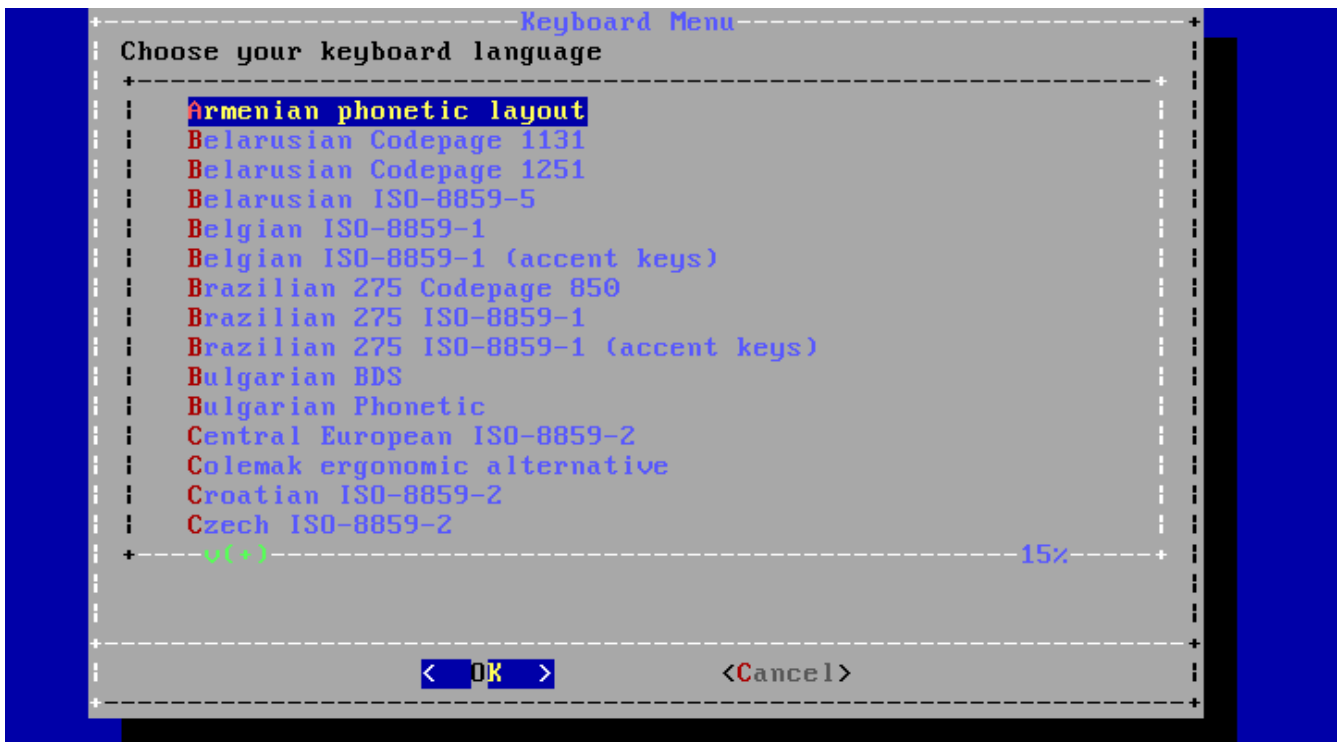 Keyboard Menu
Choose your keyboard language
Armenian phonetic layout
Belarusian Codepage 1131
Belarusian Codepage 1251
Belarusian ISO-8859-5
Belgian ISO-8859-1
Belgian ISO-8859-1 (accent keys)
Brazilian 275 Codepage 850
Brazilian 275 ISO-8859-1
Brazilian 275 ISO-8859-1 (accent keys)
Bulgarian BDS
Bulgarian Phonetic
Central European ISO-8859-2
Colemak ergonomic alternative
Croatian ISO-8859-2
Czech ISO-8859-2
v(+) 15%
< OK > <Cancel>